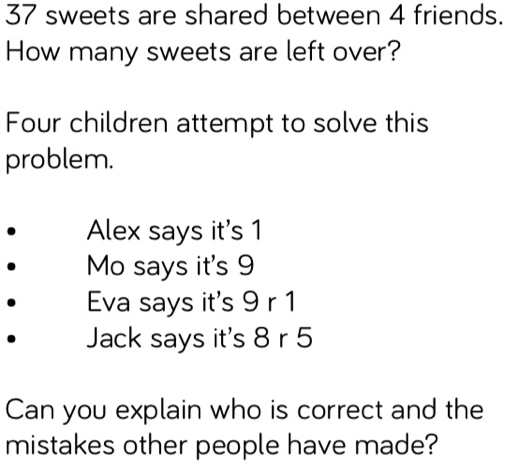 37 sweets are shared between 4 friends.
How many sweets are left over?
Four children attempt to solve this
problem.
• Alex says it's 1
• Mo says it's 9
• Eva says it's 9 r 1
• Jack says it's 8 r 5
Can you explain who is correct and the
mistakes other people have made?